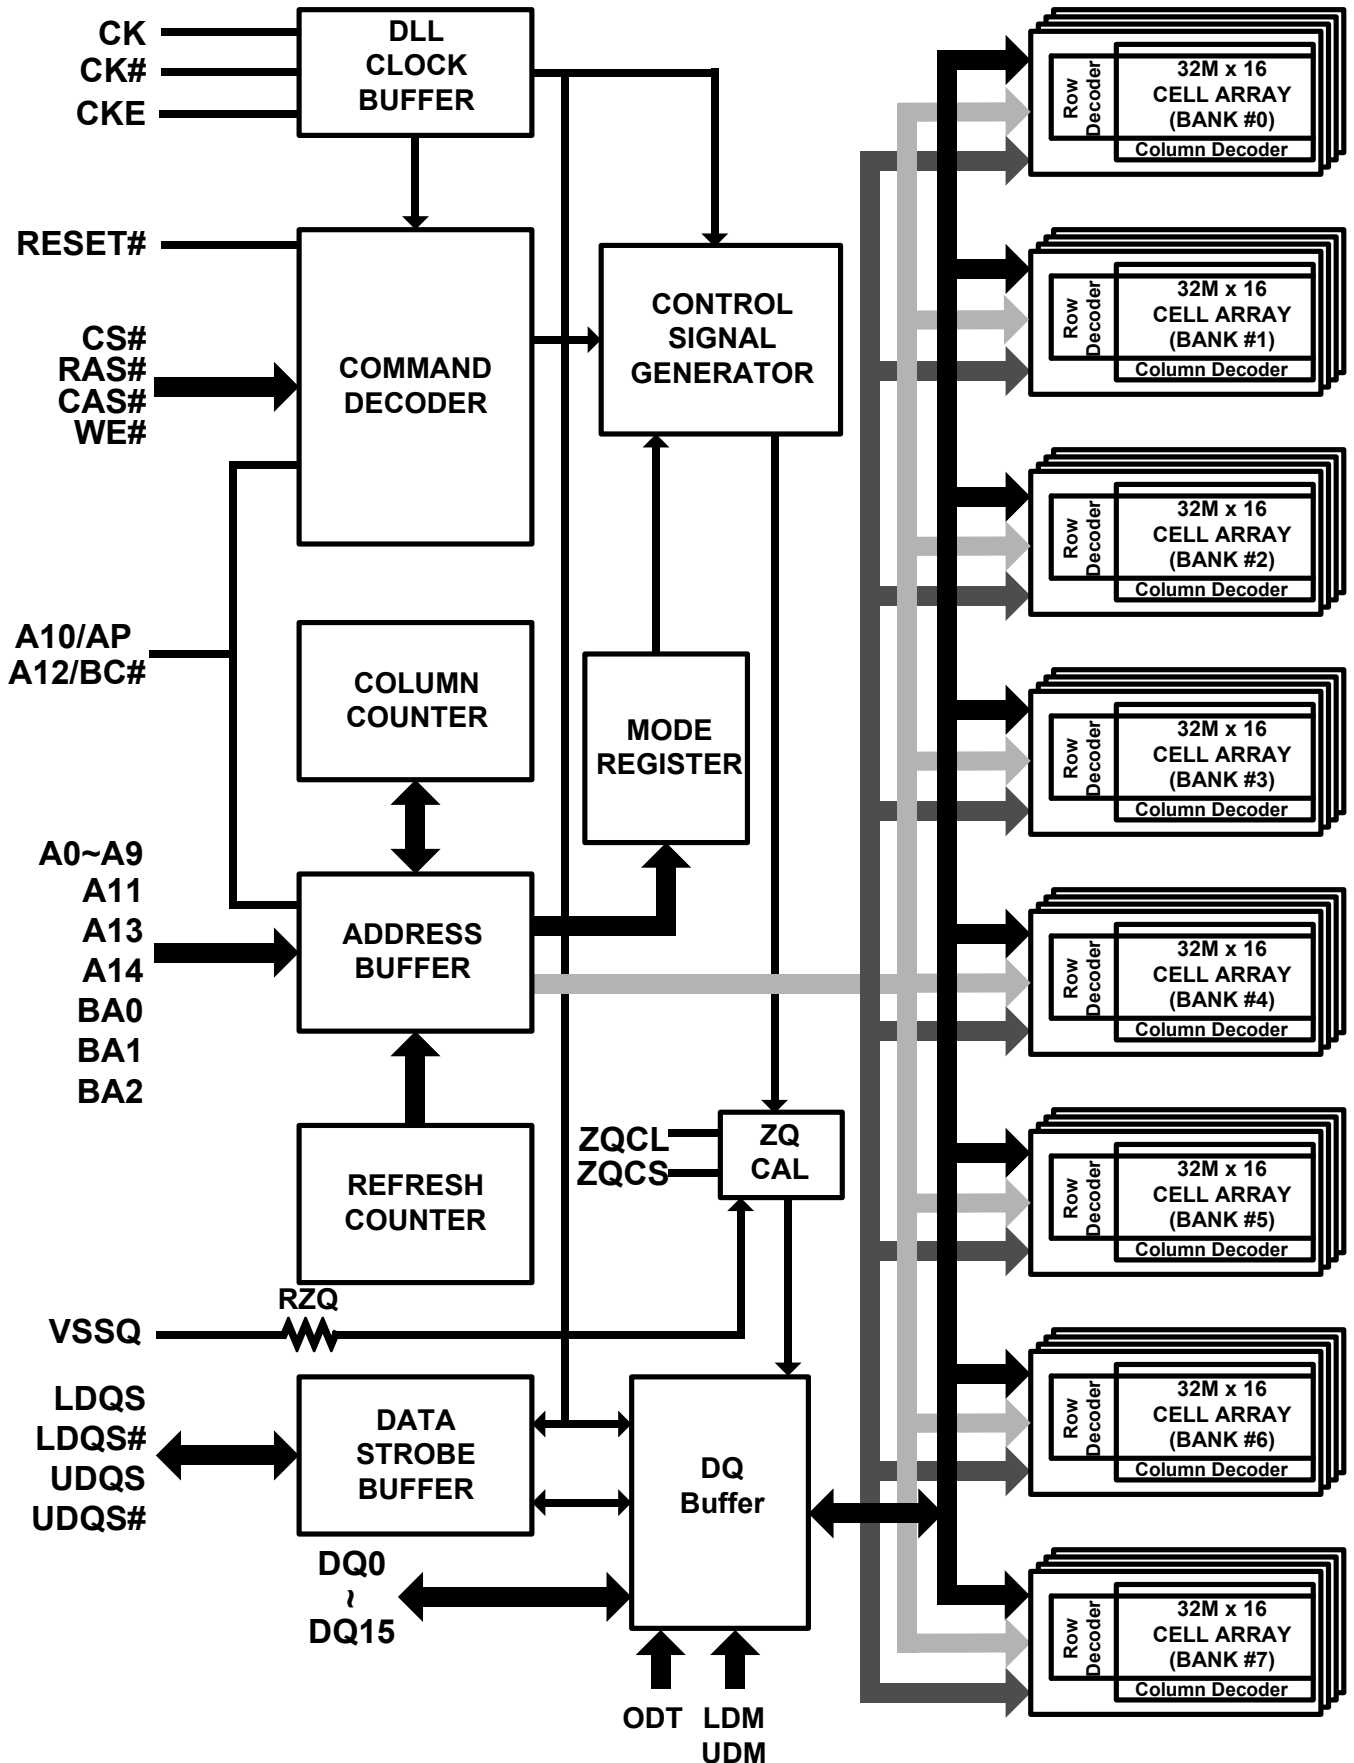 CK
CK#
CKE
DLL
CLOCK
BUFFER
RESET#
CS#
RAS#
CAS#
WE#
COMMAND
DECODER
CONTROL
SIGNAL
GENERATOR
A10/AP
A12/BC#
COLUMN
COUNTER
MODE
REGISTER
A0~A9
A11
A13
A14
BA0
BA1
BA2
ADDRESS
BUFFER
REFRESH
COUNTER
ZQCL
ZQCS
ZQ
CAL
RZQ
VSSQ
LDQS
LDQS#
UDQS
UDQS#
DATA
STROBE
BUFFER
DQ
Buffer
DQ0
~
DQ15
ODT
LDM
UDM
Row
Decoder
32M x 16
CELL ARRAY
(BANK #0)
Column Decoder
Row
Decoder
32M x 16
CELL ARRAY
(BANK #1)
Column Decoder
Row
Decoder
32M x 16
CELL ARRAY
(BANK #2)
Column Decoder
Row
Decoder
32M x 16
CELL ARRAY
(BANK #3)
Column Decoder
Row
Decoder
32M x 16
CELL ARRAY
(BANK #4)
Column Decoder
Row
Decoder
32M x 16
CELL ARRAY
(BANK #5)
Column Decoder
Row
Decoder
32M x 16
CELL ARRAY
(BANK #6)
Column Decoder
Row
Decoder
32M x 16
CELL ARRAY
(BANK #7)
Column Decoder